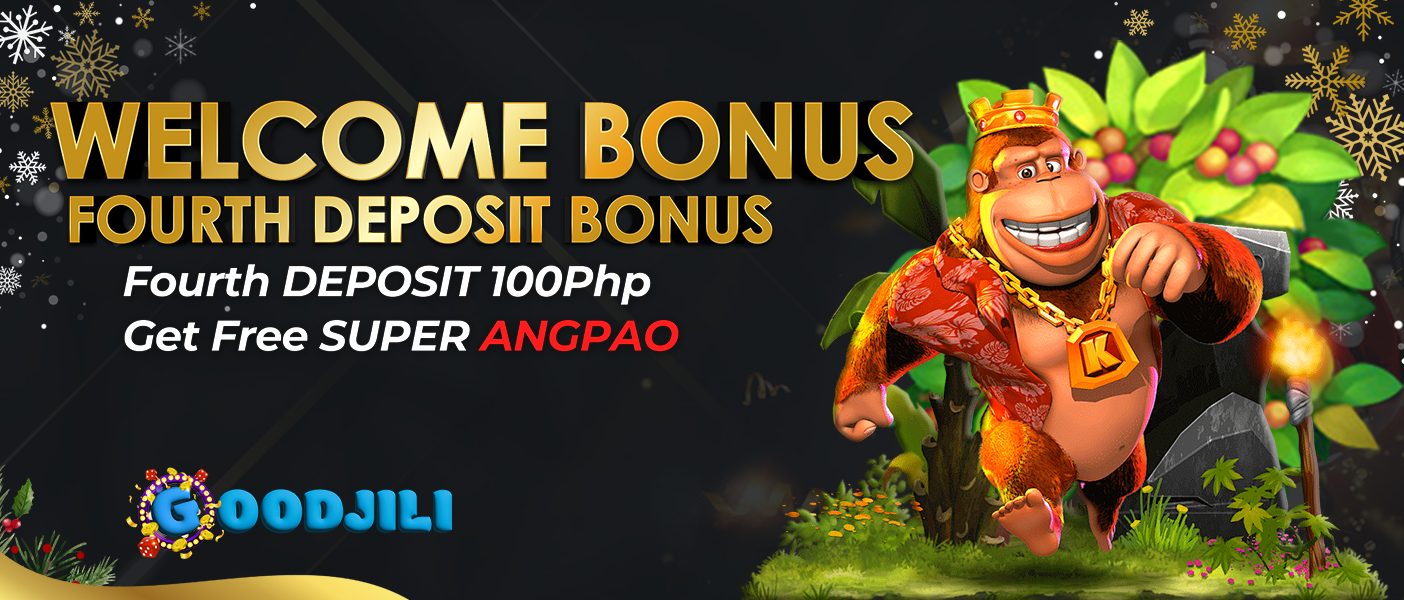 WELCOME BONUS
FOURTH DEPOSIT BONUS
Fourth DEPOSIT 100Php
Get Free SUPER ANGPAO
K
GOODJILI